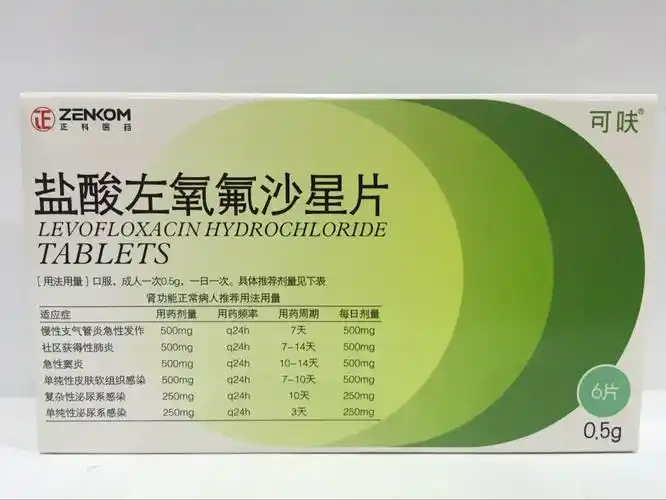 正 ZENKOM
正科医药
可呋®
盐酸左氧氟沙星片
LEVOFLOXACIN HYDROCHLORIDE
TABLETS
[用法用量] 口服，成人一次0.5g，一日一次。具体推荐剂量见下表
肾功能正常病人推荐用法用量
适应症 用药剂量 用药频率 用药周期 每日剂量
慢性支气管炎急性发作 500mg q24h 7天 500mg
社区获得性肺炎 500mg q24h 7-14天 500mg
急性窦炎 500mg q24h 10-14天 500mg
单纯性皮肤软组织感染 500mg q24h 7-10天 500mg
复杂性泌尿系感染 250mg q24h 10天 250mg
单纯性泌尿系感染 250mg q24h 3天 250mg
6片
0.5g